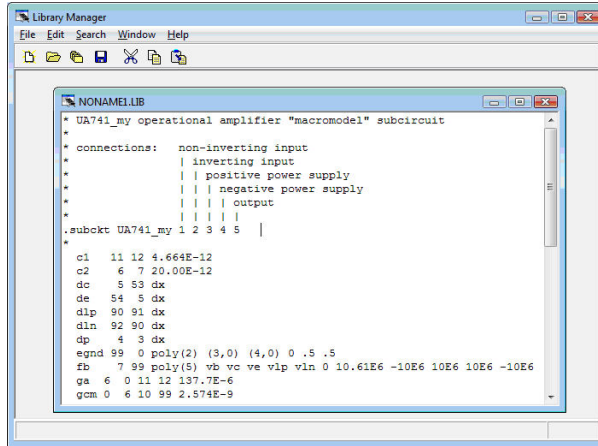 Library Manager
File Edit Search Window Help
NONAME1.LIB
* UA741_my operational amplifier "macromodel" subcircuit
*
* connections:   non-inverting input
*                | inverting input
*                | | positive power supply
*                | | | negative power supply
*                | | | | output
*                | | | | |
.subckt UA741_my 1 2 3 4 5
*
  c1   11 12 4.664E-12
  c2    6  7 20.00E-12
  dc    5 53 dx
  de   54  5 dx
  dlp  90 91 dx
  dln  92 90 dx
  dp    4  3 dx
  egnd 99  0 poly(2) (3,0) (4,0) 0 .5 .5
  fb    7 99 poly(5) vb vc ve vlp vln 0 10.61E6 -10E6 10E6 10E6 -10E6
  ga  6  0 11 12 137.7E-6
  gcm 0  6 10 99 2.574E-9